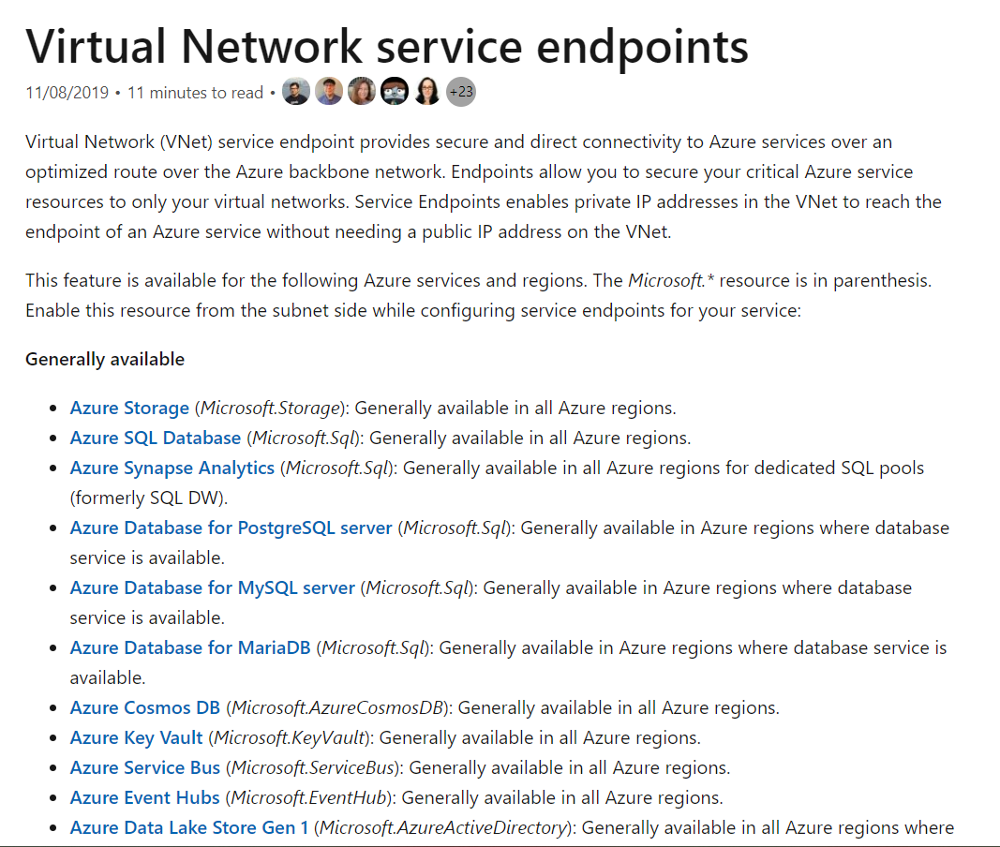 Virtual Network service endpoints
11/08/2019 • 11 minutes to read • +23
Virtual Network (VNet) service endpoint provides secure and direct connectivity to Azure services over an
optimized route over the Azure backbone network. Endpoints allow you to secure your critical Azure service
resources to only your virtual networks. Service Endpoints enables private IP addresses in the VNet to reach the
endpoint of an Azure service without needing a public IP address on the VNet.
This feature is available for the following Azure services and regions. The Microsoft.* resource is in parenthesis.
Enable this resource from the subnet side while configuring service endpoints for your service:
Generally available
• Azure Storage (Microsoft.Storage): Generally available in all Azure regions.
• Azure SQL Database (Microsoft.Sql): Generally available in all Azure regions.
• Azure Synapse Analytics (Microsoft.Sql): Generally available in all Azure regions for dedicated SQL pools
(formerly SQL DW).
• Azure Database for PostgreSQL server (Microsoft.Sql): Generally available in Azure regions where database
service is available.
• Azure Database for MySQL server (Microsoft.Sql): Generally available in Azure regions where database
service is available.
• Azure Database for MariaDB (Microsoft.Sql): Generally available in Azure regions where database service is
available.
• Azure Cosmos DB (Microsoft.AzureCosmosDB): Generally available in all Azure regions.
• Azure Key Vault (Microsoft.KeyVault): Generally available in all Azure regions.
• Azure Service Bus (Microsoft.ServiceBus): Generally available in all Azure regions.
• Azure Event Hubs (Microsoft.EventHub): Generally available in all Azure regions.
• Azure Data Lake Store Gen 1 (Microsoft.AzureActiveDirectory): Generally available in all Azure regions where